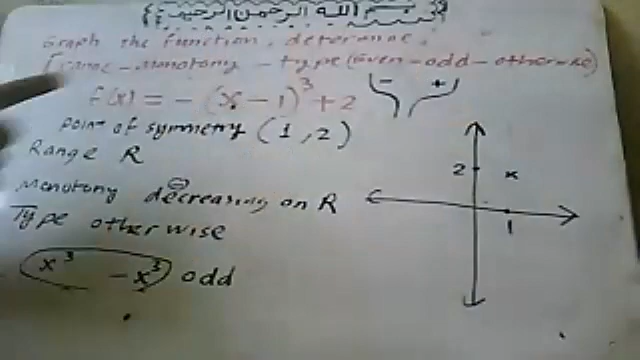 بسم الله الرحمن الرحيم
Graph the function, determine:
Range - Monotony - type (Even - odd - otherwise)
f(x) = - (x - 1)³ + 2
- +
point of symmetry (1, 2)
Range R
Monotony decreasing on R
Type otherwise
x³ -x³ odd
2 x
1